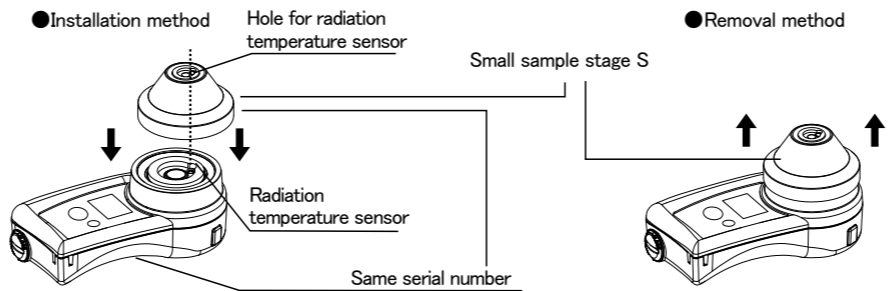 ●Installation method
Hole for radiation
temperature sensor
Small sample stage S
●Removal method
Radiation
temperature sensor
Same serial number